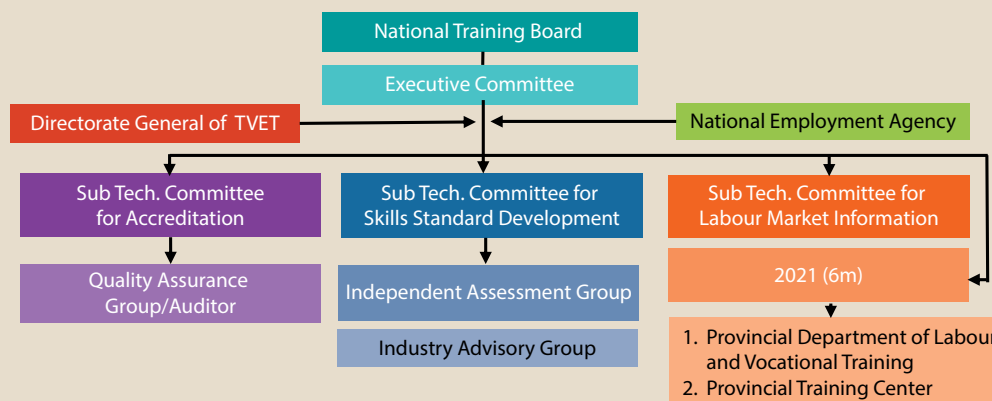 National Training Board
Executive Committee
Directorate General of TVET
National Employment Agency
Sub Tech. Committee
for Accreditation
Sub Tech. Committee for
Skills Standard Development
Sub Tech. Committee for
Labour Market Information
Quality Assurance
Group/Auditor
Independent Assessment Group
2021 (6m)
Industry Advisory Group
1. Provincial Department of Labour
and Vocational Training
2. Provincial Training Center